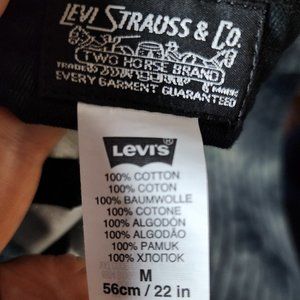 LEVI STRAUSS & CO.
TWO HORSE BRAND
TRADE MARK
EVERY GARMENT GUARANTEED
LEVI'S
100% COTTON
100% COTON
100% BAUMWOLLE
100% COTONE
100% ALGODÓN
100% ALGODÃO
100% PAMUK
100% ХЛОПОК
M
56cm / 22 in